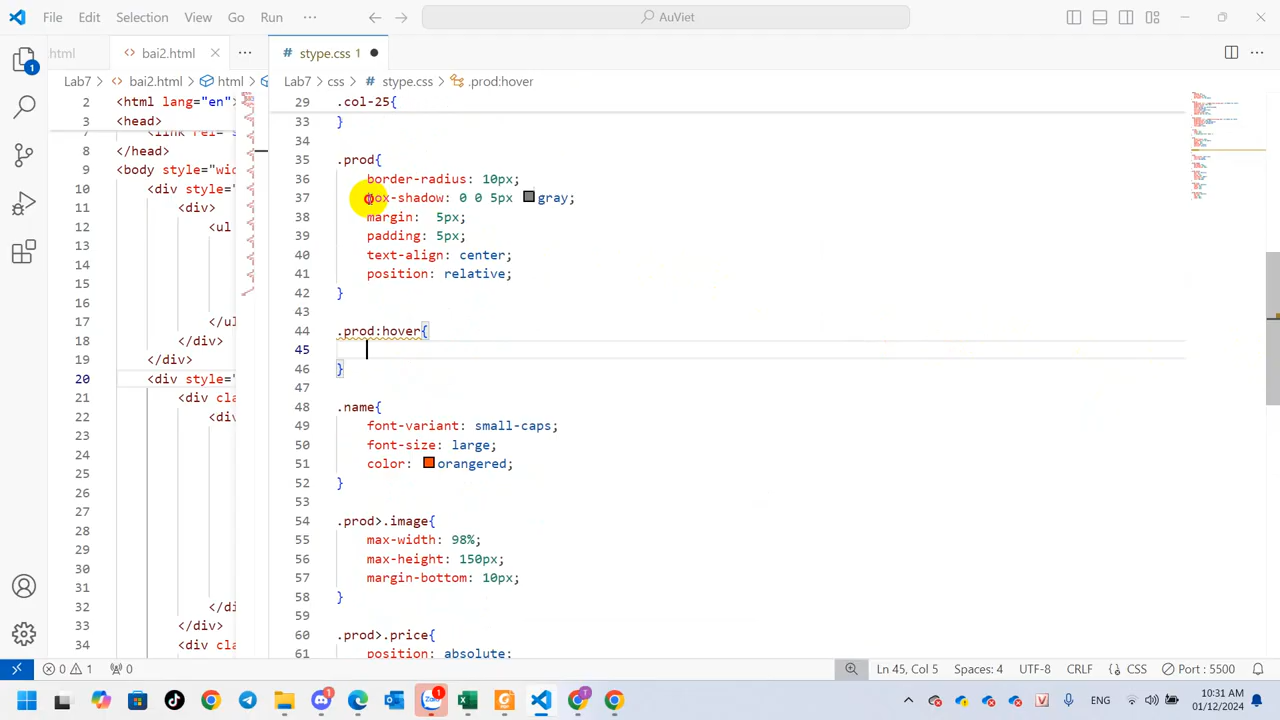 File Edit Selection View Go Run ··· AuViet
html bai2.html ··· # stype.css 1
Lab7 > bai2.html > html Lab7 > css > # stype.css > .prod:hover
2 <html lang="en">
3 <head>
8 </head>
9 <body style="wid
10 <div style="
11 <div>
12 <ul
13
14
15
16
17 </ul
18 </div>
19 </div>
20 <div style="
21 <div cla
22 <div
23
24
25
26
27
28
29
30
31
32 </di
33 </div>
34 <div clas
29 .col-25{
33 }
34
35 .prod{
36 border-radius: 10px;
37 box-shadow: 0 0 5px gray;
38 margin:  5px;
39 padding: 5px;
40 text-align: center;
41 position: relative;
42 }
43
44 .prod:hover{
45
46 }
47
48 .name{
49 font-variant: small-caps;
50 font-size: large;
51 color: orangered;
52 }
53
54 .prod>.image{
55 max-width: 98%;
56 max-height: 150px;
57 margin-bottom: 10px;
58 }
59
60 .prod>.price{
61 position: absolute;
0 1 0 Ln 45, Col 5 Spaces: 4 UTF-8 CRLF CSS Port : 5500
Zalo ENG 10:31 AM
01/12/2024